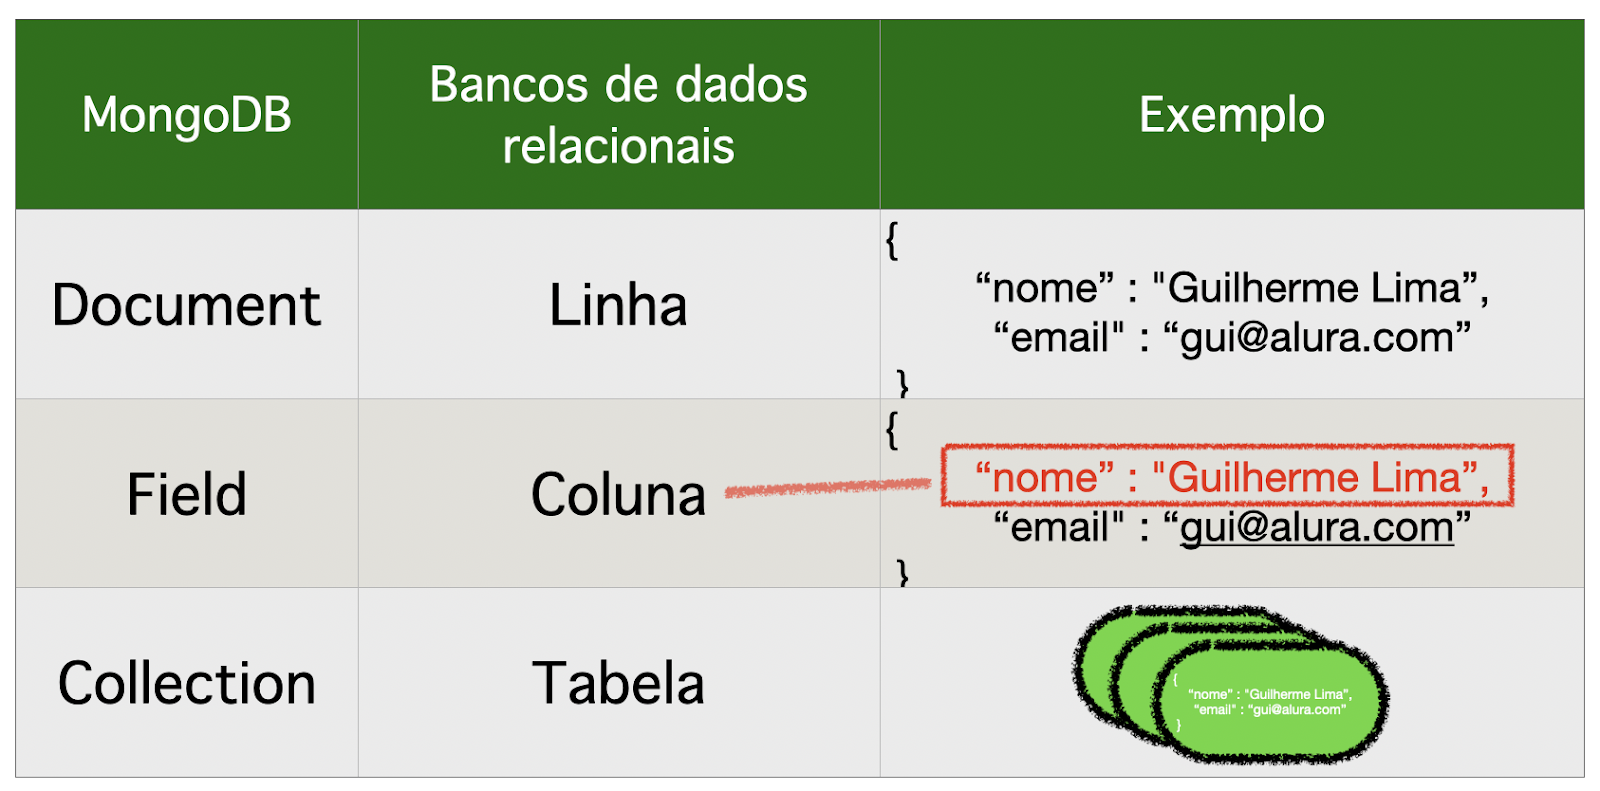 MongoDB
Bancos de dados
relacionais
Exemplo
Document
Linha
{
“nome” : "Guilherme Lima”,
“email" : “gui@alura.com”
}
Field
Coluna
{
“nome” : "Guilherme Lima”,
“email" : “gui@alura.com”
}
Collection
Tabela
{
“nome” : "Guilherme Lima”,
“email" : “gui@alura.com”
}